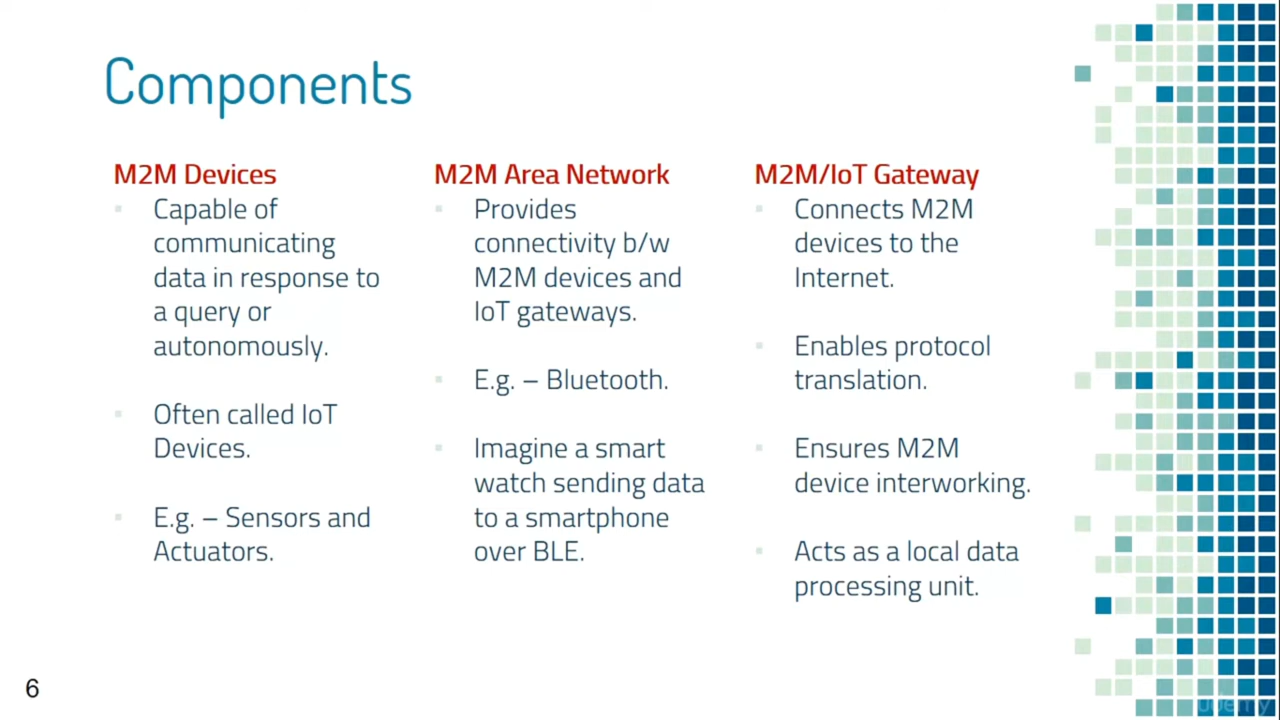 Components
M2M Devices
Capable of
communicating
data in response to
a query or
autonomously.
Often called IoT
Devices.
E.g. – Sensors and
Actuators.
M2M Area Network
Provides
connectivity b/w
M2M devices and
IoT gateways.
E.g. – Bluetooth.
Imagine a smart
watch sending data
to a smartphone
over BLE.
M2M/IoT Gateway
Connects M2M
devices to the
Internet.
Enables protocol
translation.
Ensures M2M
device interworking.
Acts as a local data
processing unit.
6
udemy